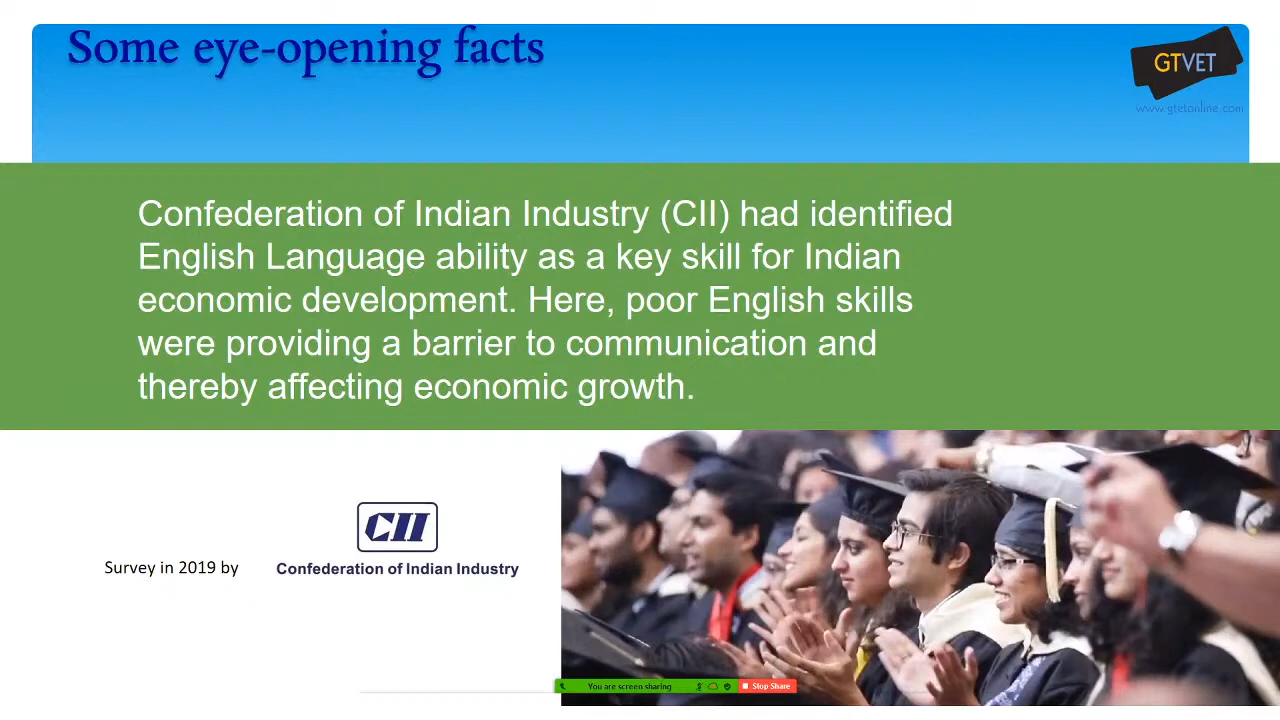 Some eye-opening facts
GTVET
www.gtetonline.com
Confederation of Indian Industry (CII) had identified
English Language ability as a key skill for Indian
economic development. Here, poor English skills
were providing a barrier to communication and
thereby affecting economic growth.
CII
Survey in 2019 by
Confederation of Indian Industry
You are screen sharing
Stop Share